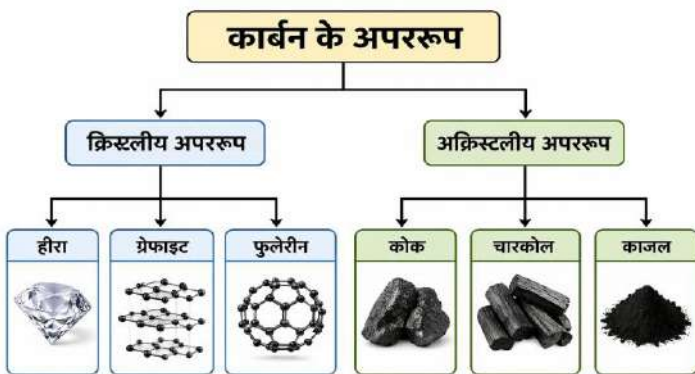 कार्बन के अपररूप
क्रिस्टलीय अपररूप
अक्रिस्टलीय अपररूप
हीरा
ग्रेफाइट
फुलेरीन
कोक
चारकोल
काजल